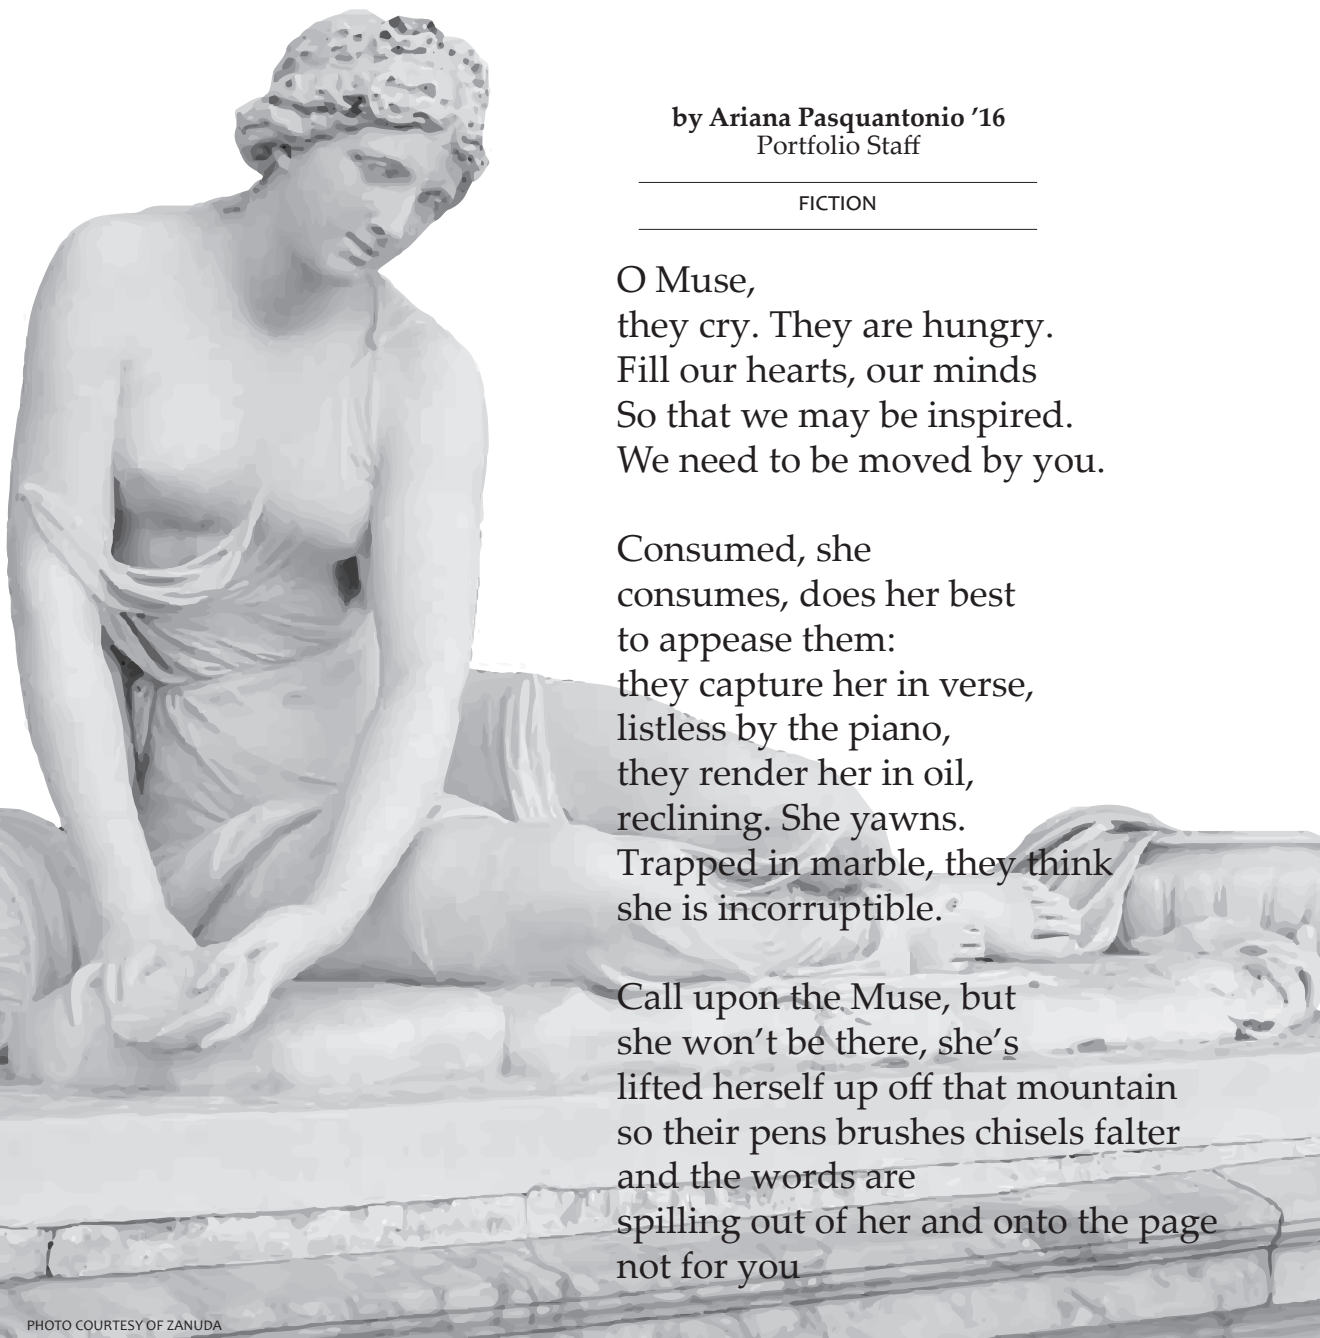 by Ariana Pasquantonio ’16
Portfolio Staff
FICTION
O Muse,
they cry. They are hungry.
Fill our hearts, our minds
So that we may be inspired.
We need to be moved by you.
Consumed, she
consumes, does her best
to appease them:
they capture her in verse,
listless by the piano,
they render her in oil,
reclining. She yawns.
Trapped in marble, they think
she is incorruptible.
Call upon the Muse, but
she won’t be there, she’s
lifted herself up off that mountain
so their pens brushes chisels falter
and the words are
spilling out of her and onto the page
not for you
PHOTO COURTESY OF ZANUDA